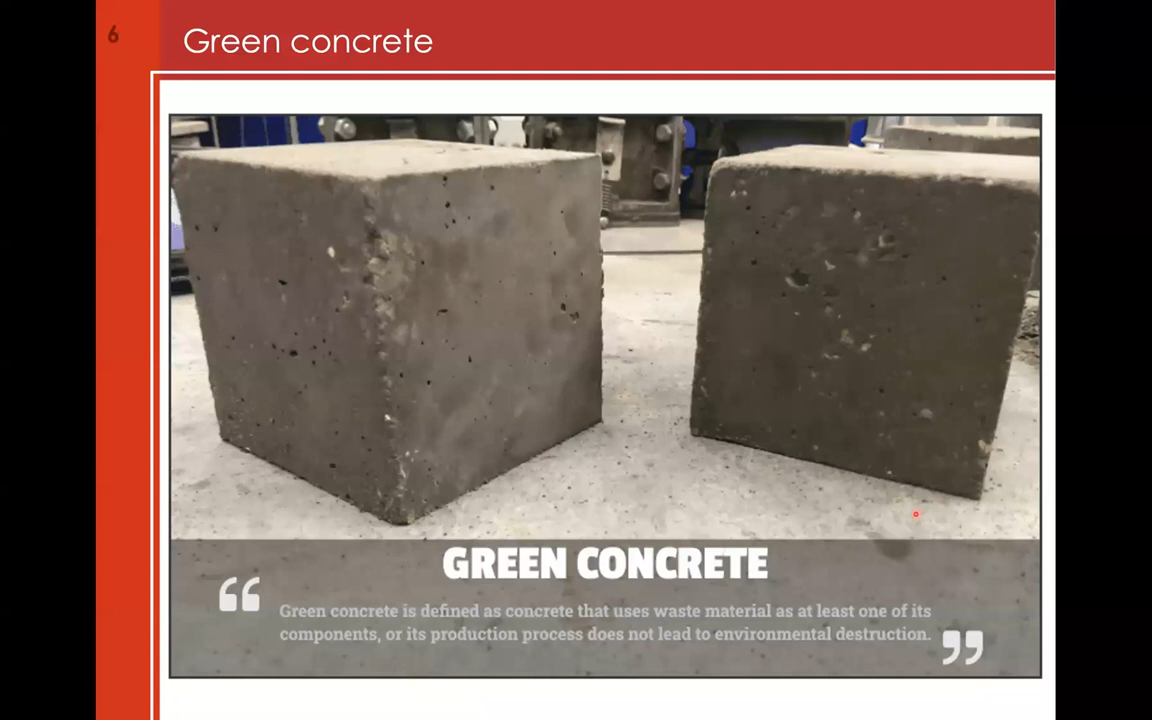 6
Green concrete
GREEN CONCRETE
“ Green concrete is defined as concrete that uses waste material as at least one of its
components, or its production process does not lead to environmental destruction. ”